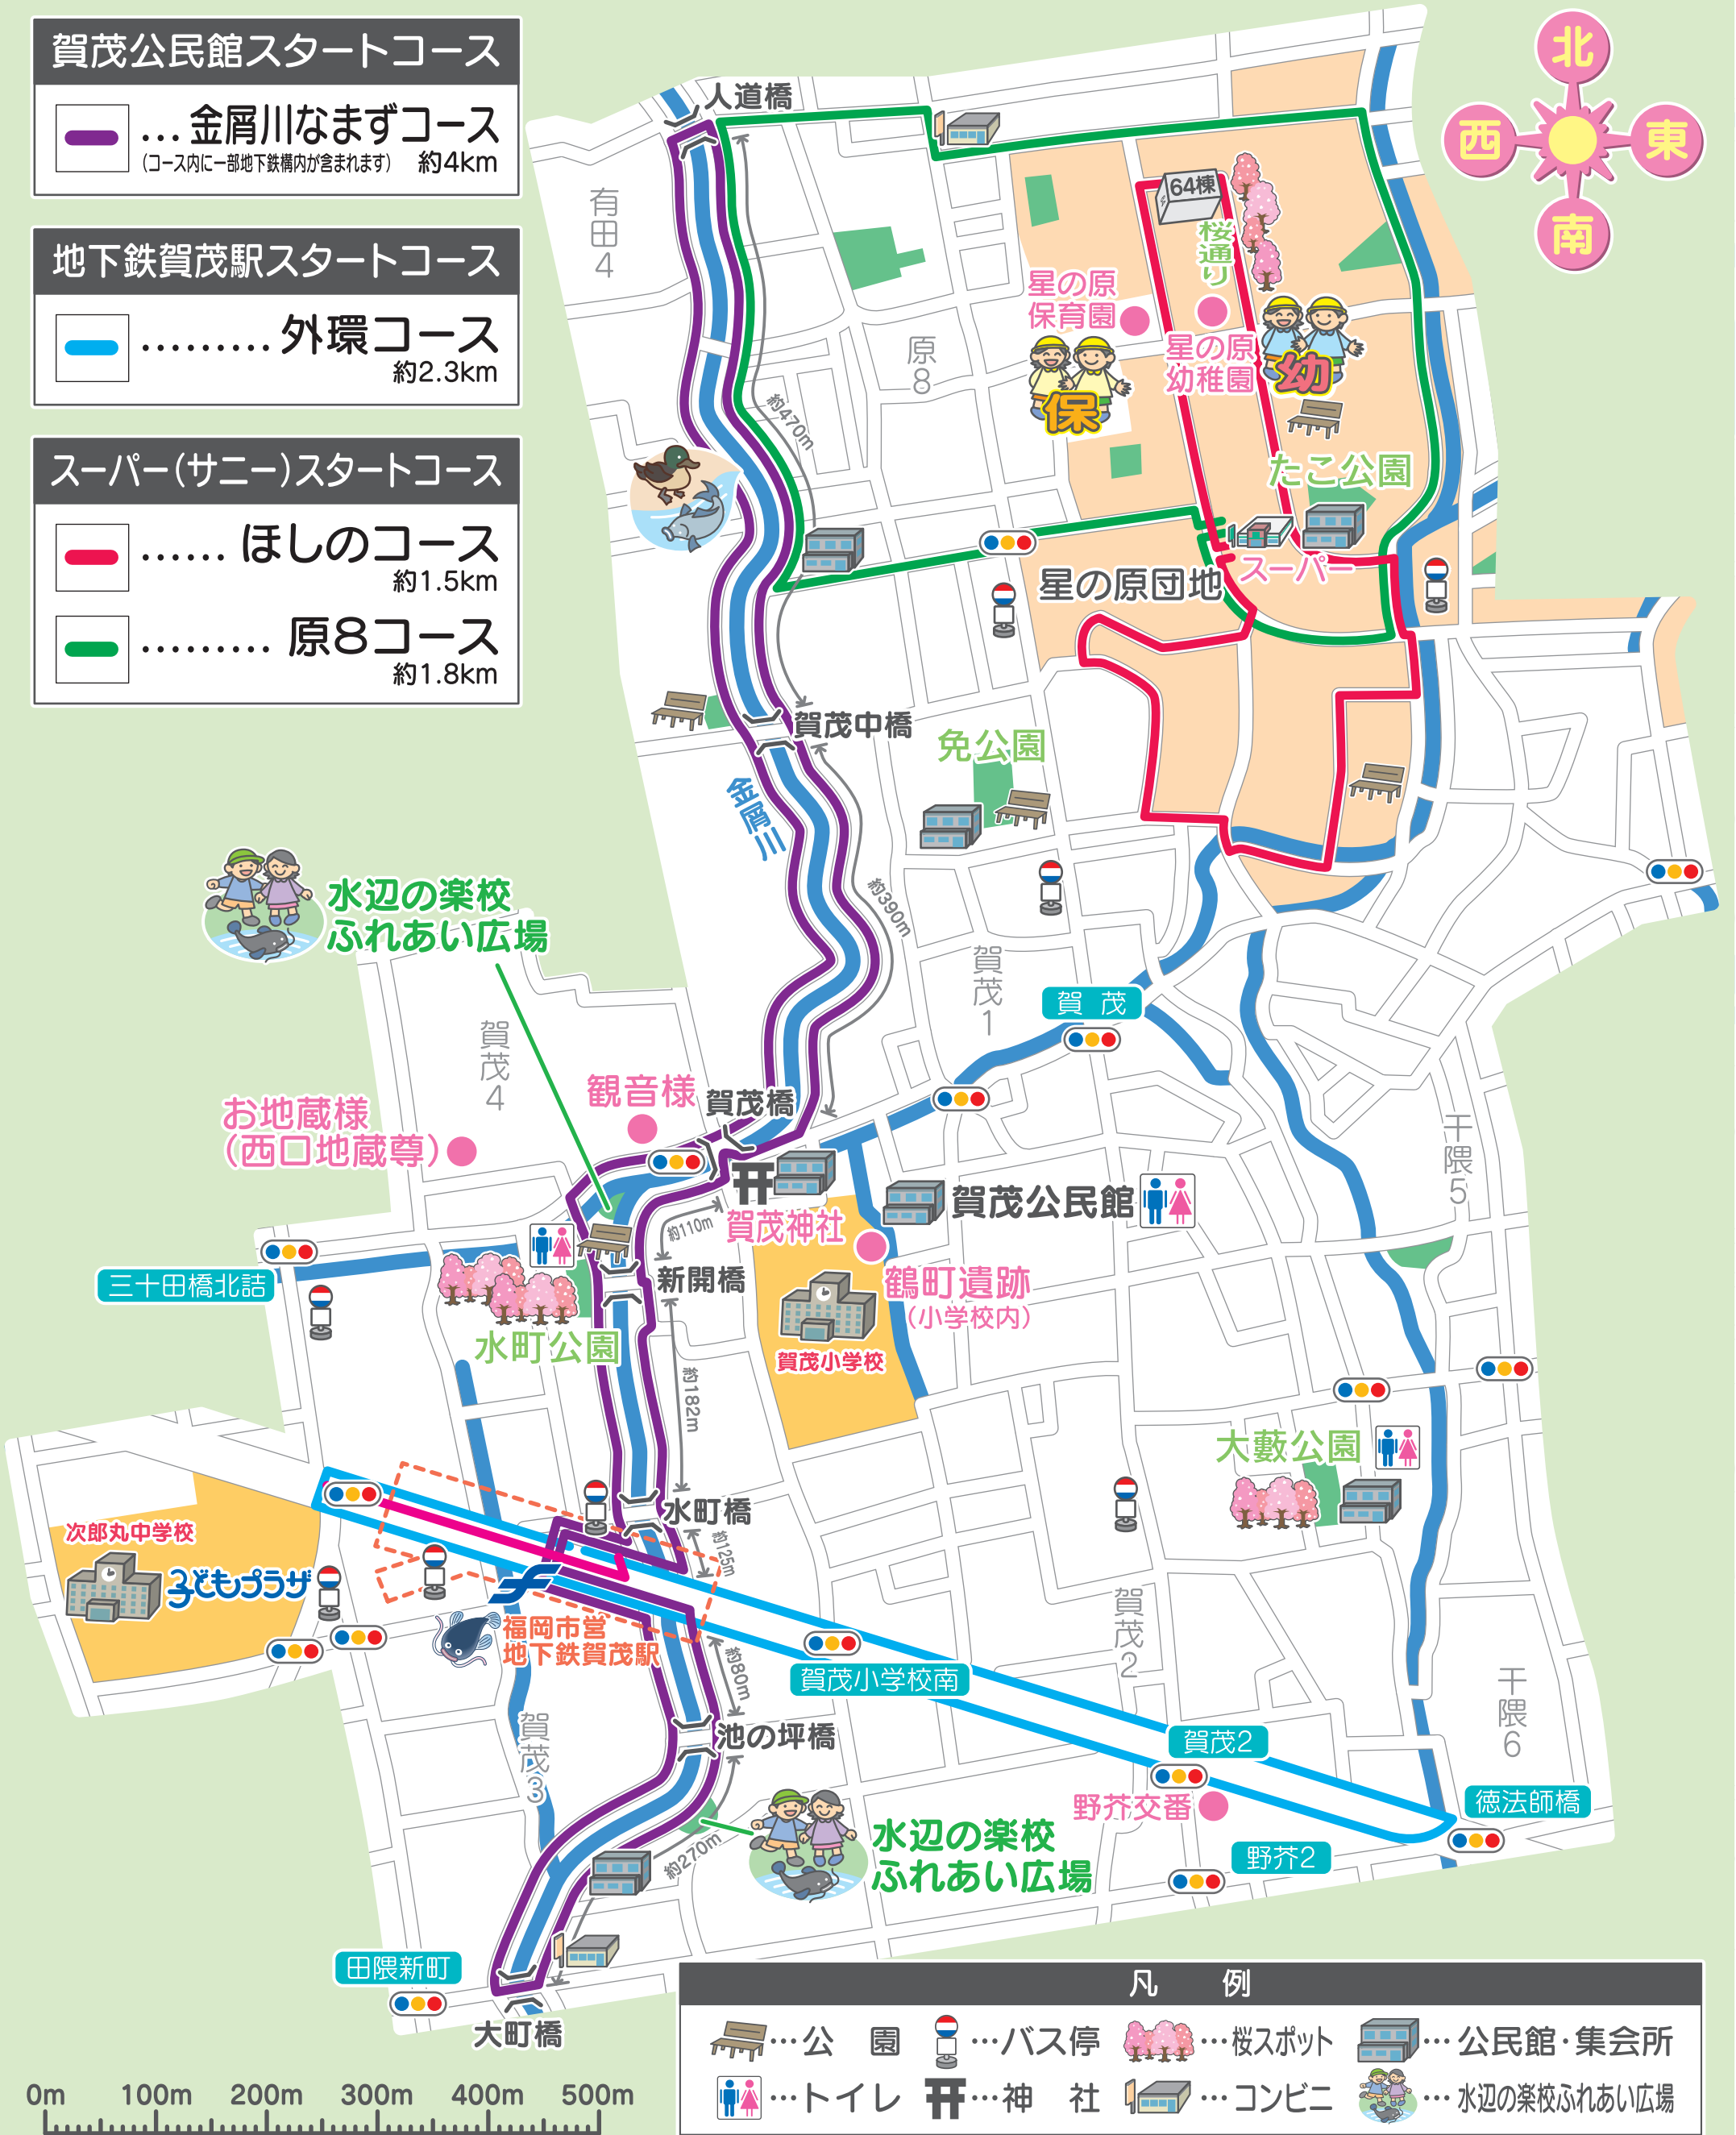 賀茂公民館スタートコース
…金屑川なまずコース
(コース内に一部地下鉄構内が含まれます) 約4km
地下鉄賀茂駅スタートコース
………外環コース
約2.3km
スーパー(サニー)スタートコース
……ほしのコース
約1.5km
………原8コース
約1.8km
北
西
東
南
人道橋
有田4
原8
64棟
桜通り
星の原
保育園
星の原
幼稚園
保
幼
約470m
たこ公園
スーパー
星の原団地
賀茂中橋
免公園
金屑川
約390m
水辺の楽校
ふれあい広場
賀茂1
賀茂
賀茂4
観音様
賀茂橋
お地蔵様
(西口地蔵尊)
干隈5
賀茂公民館
賀茂神社
約110m
新開橋
三十田橋北詰
鶴町遺跡
(小学校内)
水町公園
賀茂小学校
約182m
大藪公園
水町橋
次郎丸中学校
子どもプラザ
約125m
福岡市営
地下鉄賀茂駅
賀茂2
約80m
賀茂小学校南
干隈6
賀茂3
池の坪橋
賀茂2
野芥交番
徳法師橋
水辺の楽校
ふれあい広場
約270m
野芥2
田隈新町
大町橋
凡例
…公園
…バス停
…桜スポット
…公民館・集会所
…トイレ
…神社
…コンビニ
…水辺の楽校ふれあい広場
0m 100m 200m 300m 400m 500m